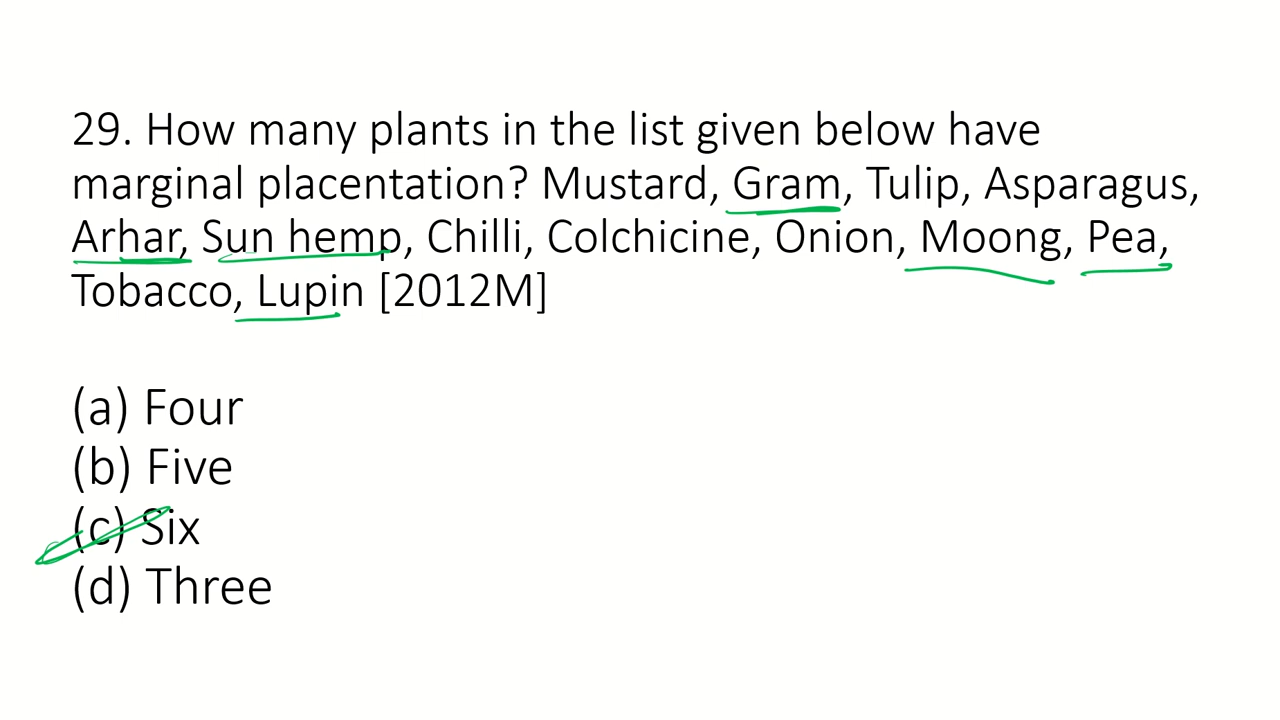 29. How many plants in the list given below have
marginal placentation? Mustard, Gram, Tulip, Asparagus,
Arhar, Sun hemp, Chilli, Colchicine, Onion, Moong, Pea,
Tobacco, Lupin [2012M]
(a) Four
(b) Five
(c) Six
(d) Three